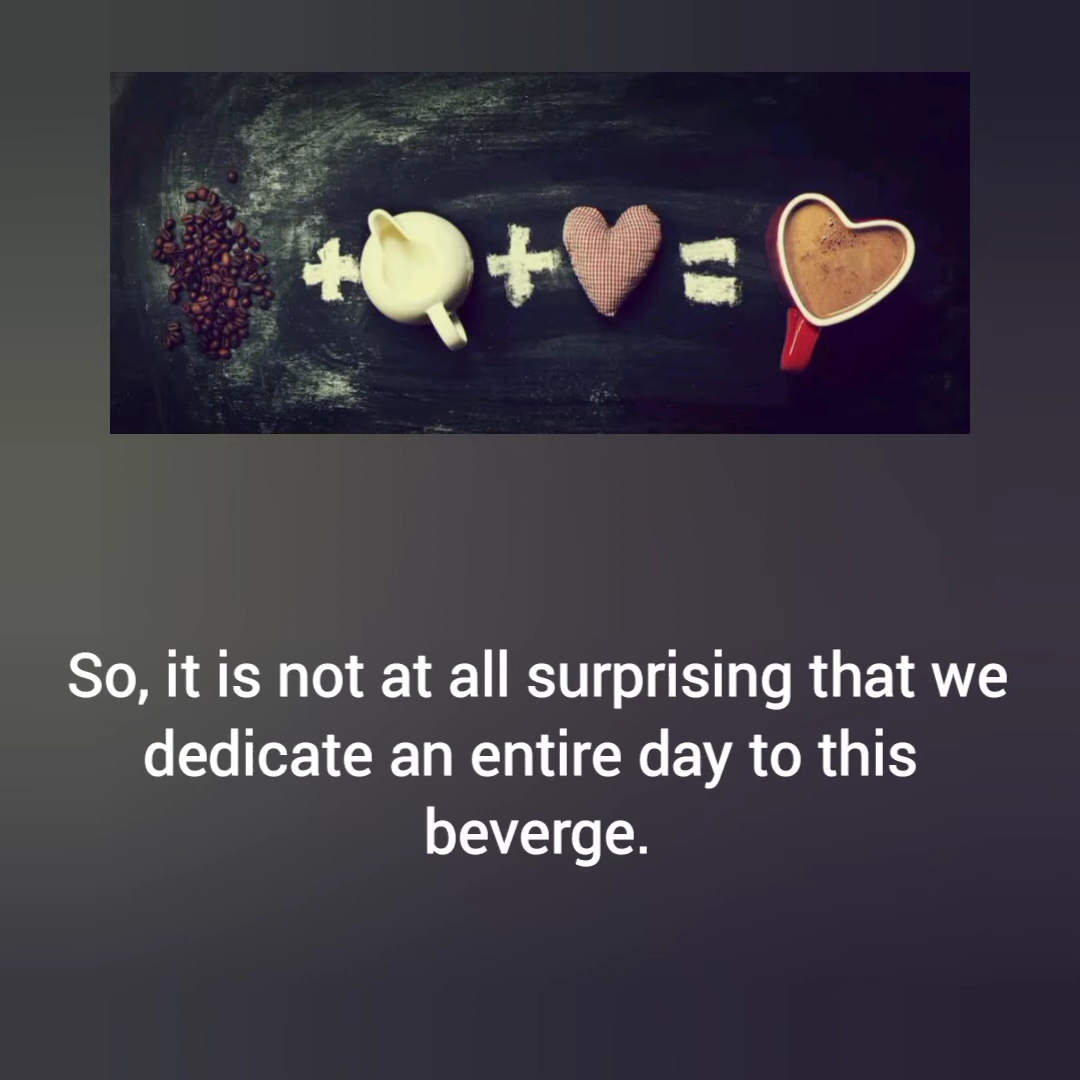 So, it is not at all surprising that we
dedicate an entire day to this
beverge.